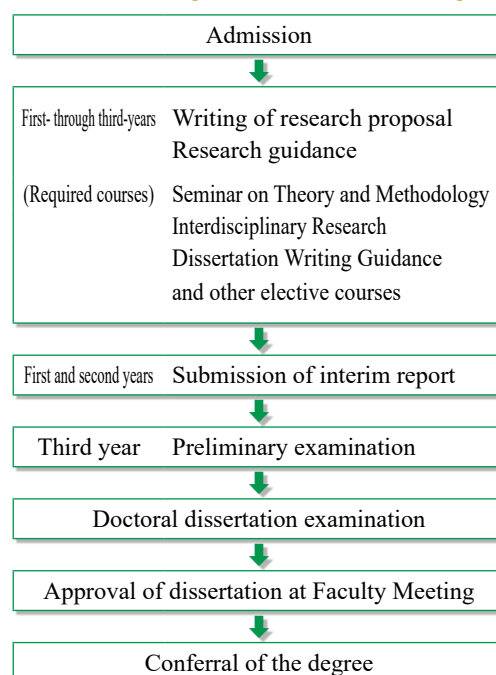 Admission
First- through third-years Writing of research proposal
Research guidance
(Required courses) Seminar on Theory and Methodology
Interdisciplinary Research
Dissertation Writing Guidance
and other elective courses
First and second years Submission of interim report
Third year Preliminary examination
Doctoral dissertation examination
Approval of dissertation at Faculty Meeting
Conferral of the degree